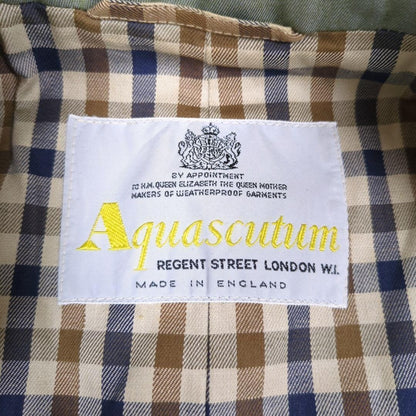 BY APPOINTMENT
TO H.M. QUEEN ELIZABETH THE QUEEN MOTHER
MAKERS OF WEATHERPROOF GARMENTS
Aquascutum
REGENT STREET LONDON W.I.
MADE IN ENGLAND